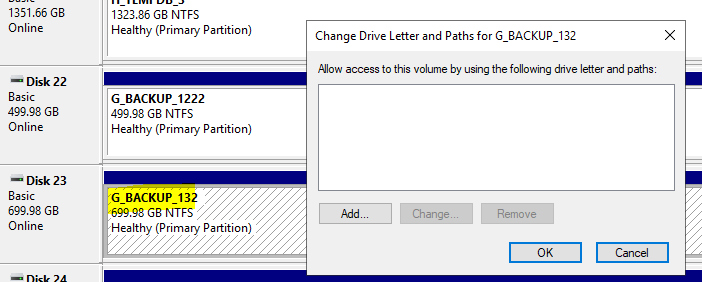 1351.66 GB
Online
H_TEMPDB_3
1323.86 GB NTFS
Healthy (Primary Partition)
Disk 22
Basic
499.98 GB
Online
G_BACKUP_1222
499.98 GB NTFS
Healthy (Primary Partition)
Disk 23
Basic
699.98 GB
Online
G_BACKUP_132
699.98 GB NTFS
Healthy (Primary Partition)
Disk 24
Change Drive Letter and Paths for G_BACKUP_132
Allow access to this volume by using the following drive letter and paths:
Add...
Change...
Remove
OK
Cancel